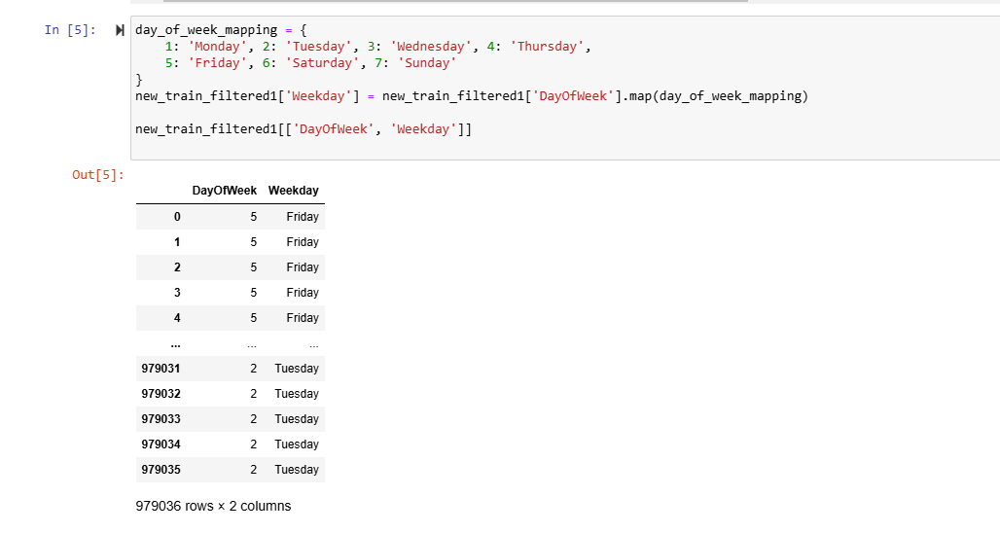 In [5]:
day_of_week_mapping = {
    1: 'Monday', 2: 'Tuesday', 3: 'Wednesday', 4: 'Thursday',
    5: 'Friday', 6: 'Saturday', 7: 'Sunday'
}
new_train_filtered1['Weekday'] = new_train_filtered1['DayOfWeek'].map(day_of_week_mapping)
new_train_filtered1[['DayOfWeek', 'Weekday']]
Out[5]:
DayOfWeek Weekday
0 5 Friday
1 5 Friday
2 5 Friday
3 5 Friday
4 5 Friday
... ... ...
979031 2 Tuesday
979032 2 Tuesday
979033 2 Tuesday
979034 2 Tuesday
979035 2 Tuesday
979036 rows × 2 columns